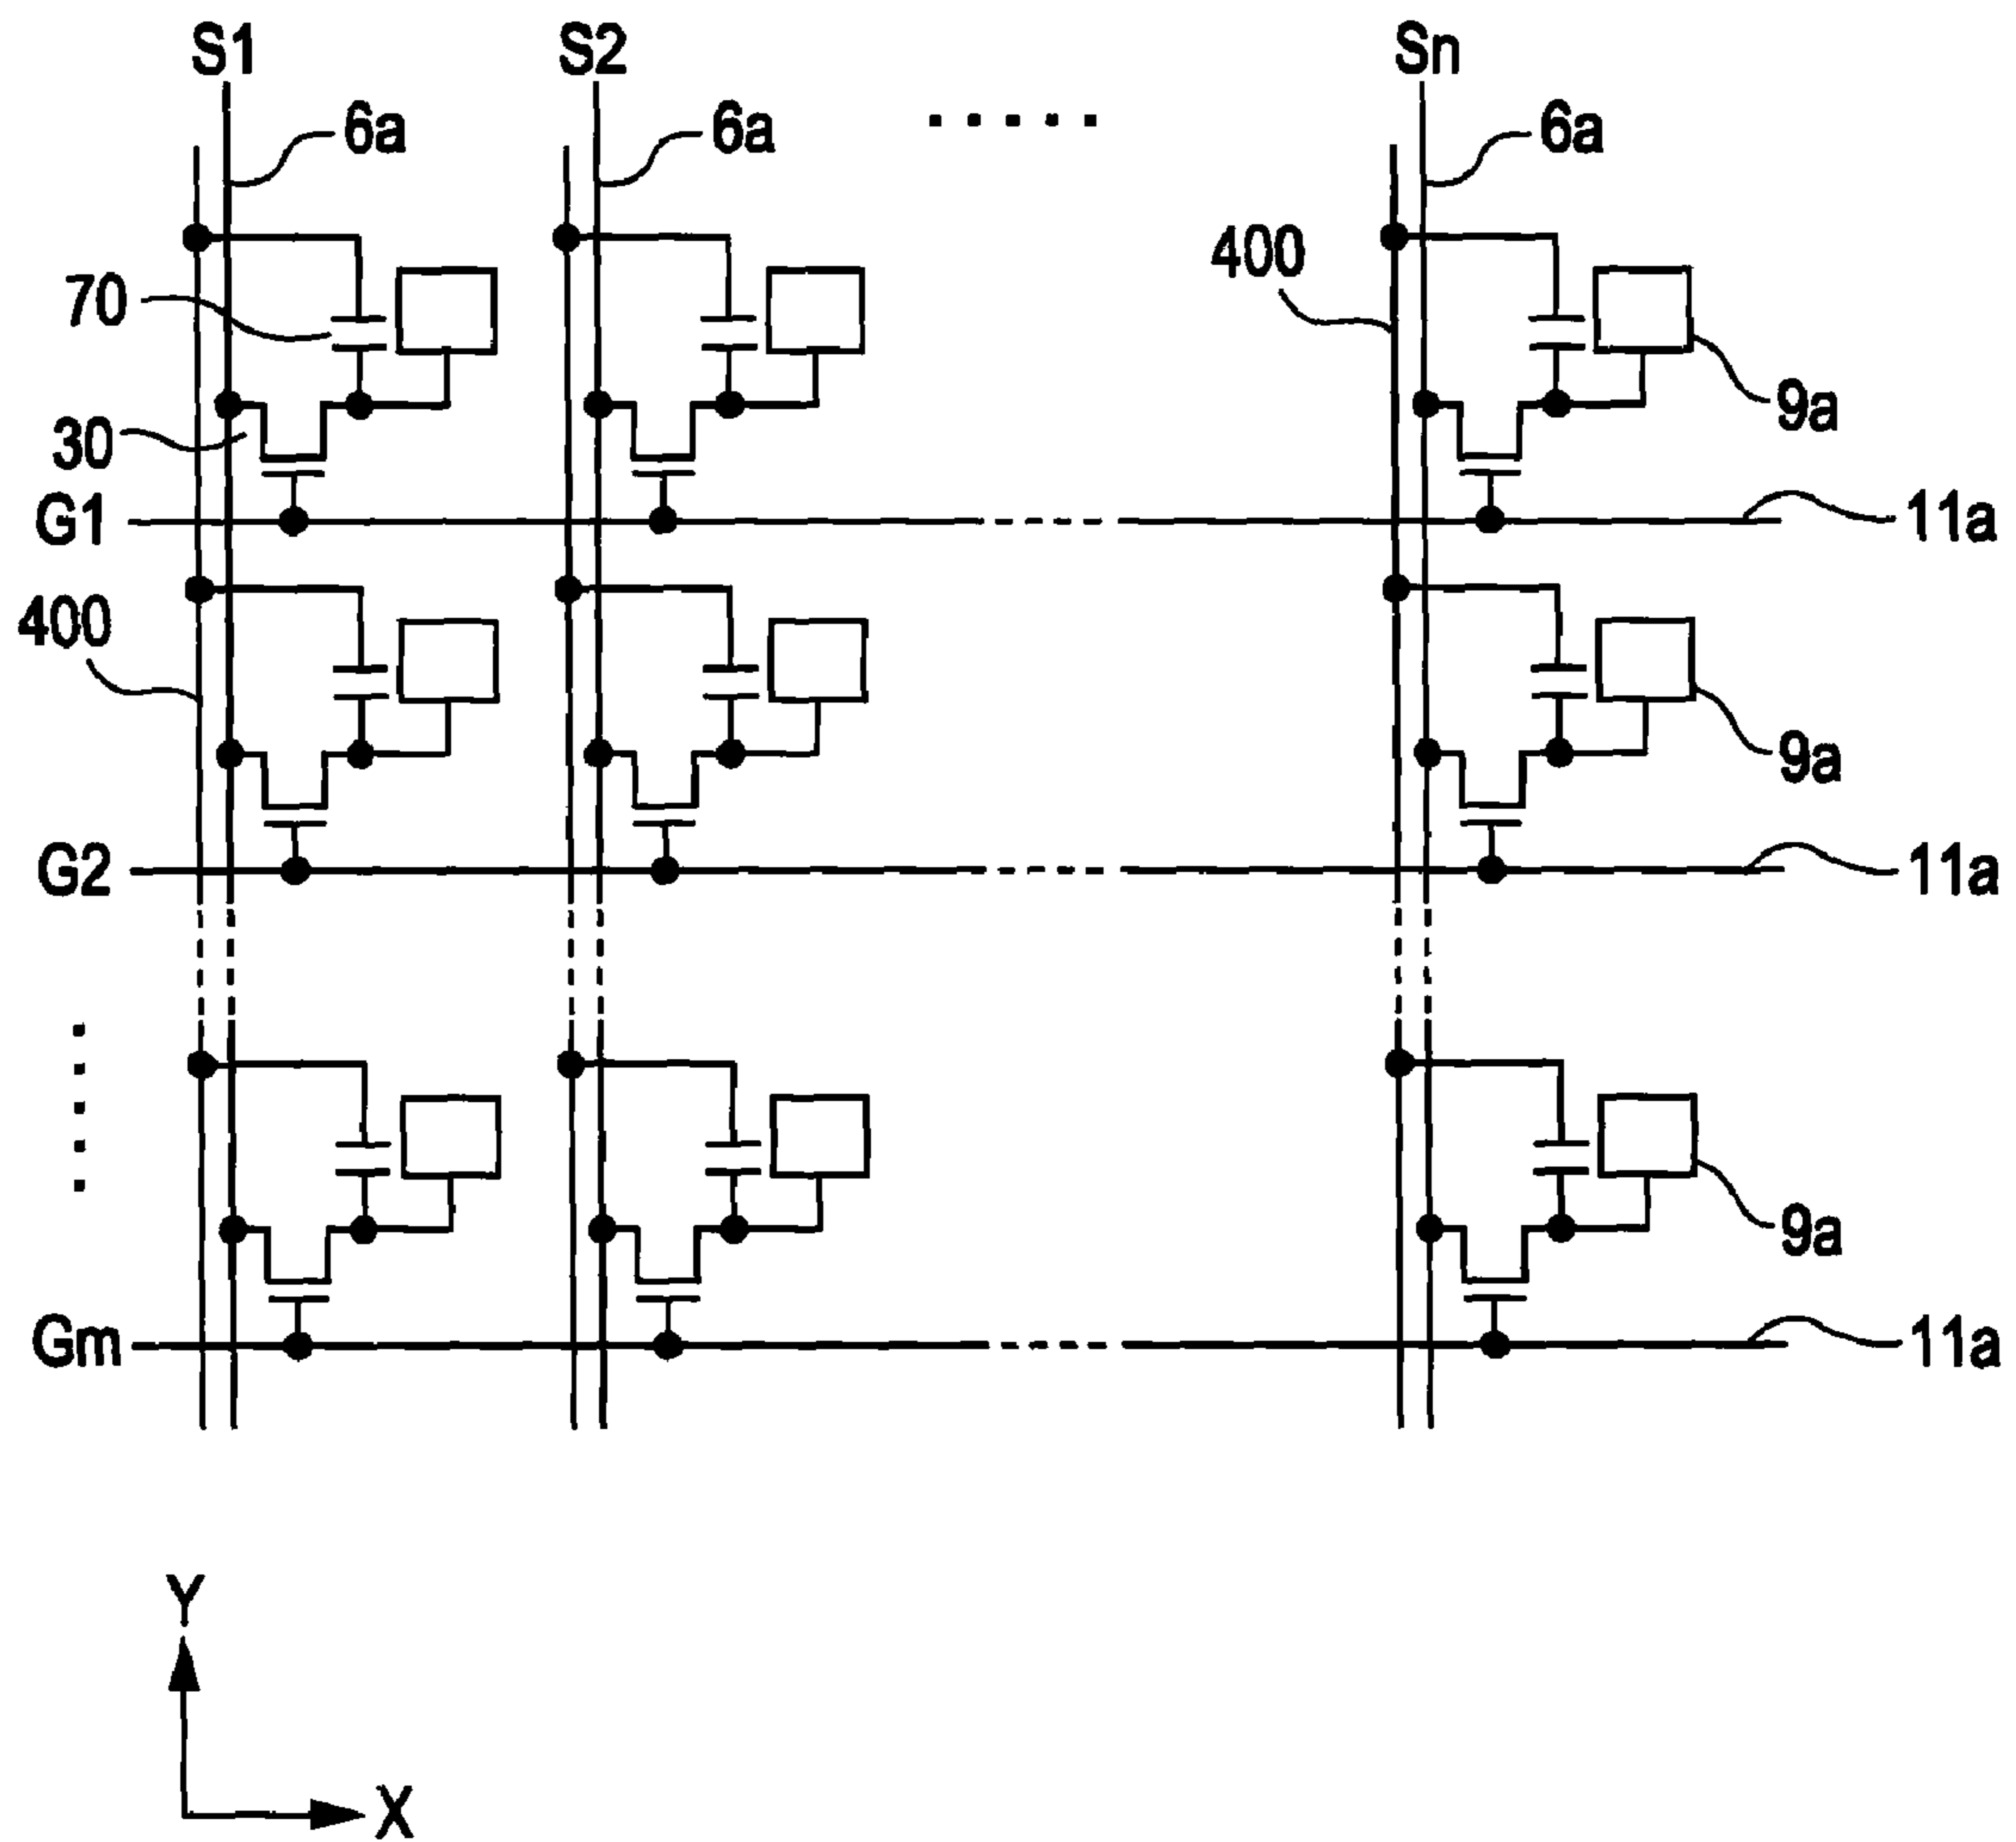 S1 S2 Sn
6a 6a ..... 6a
400
70
9a
30
G1 11a
400
9a
G2 11a
9a
Gm 11a
Y
X